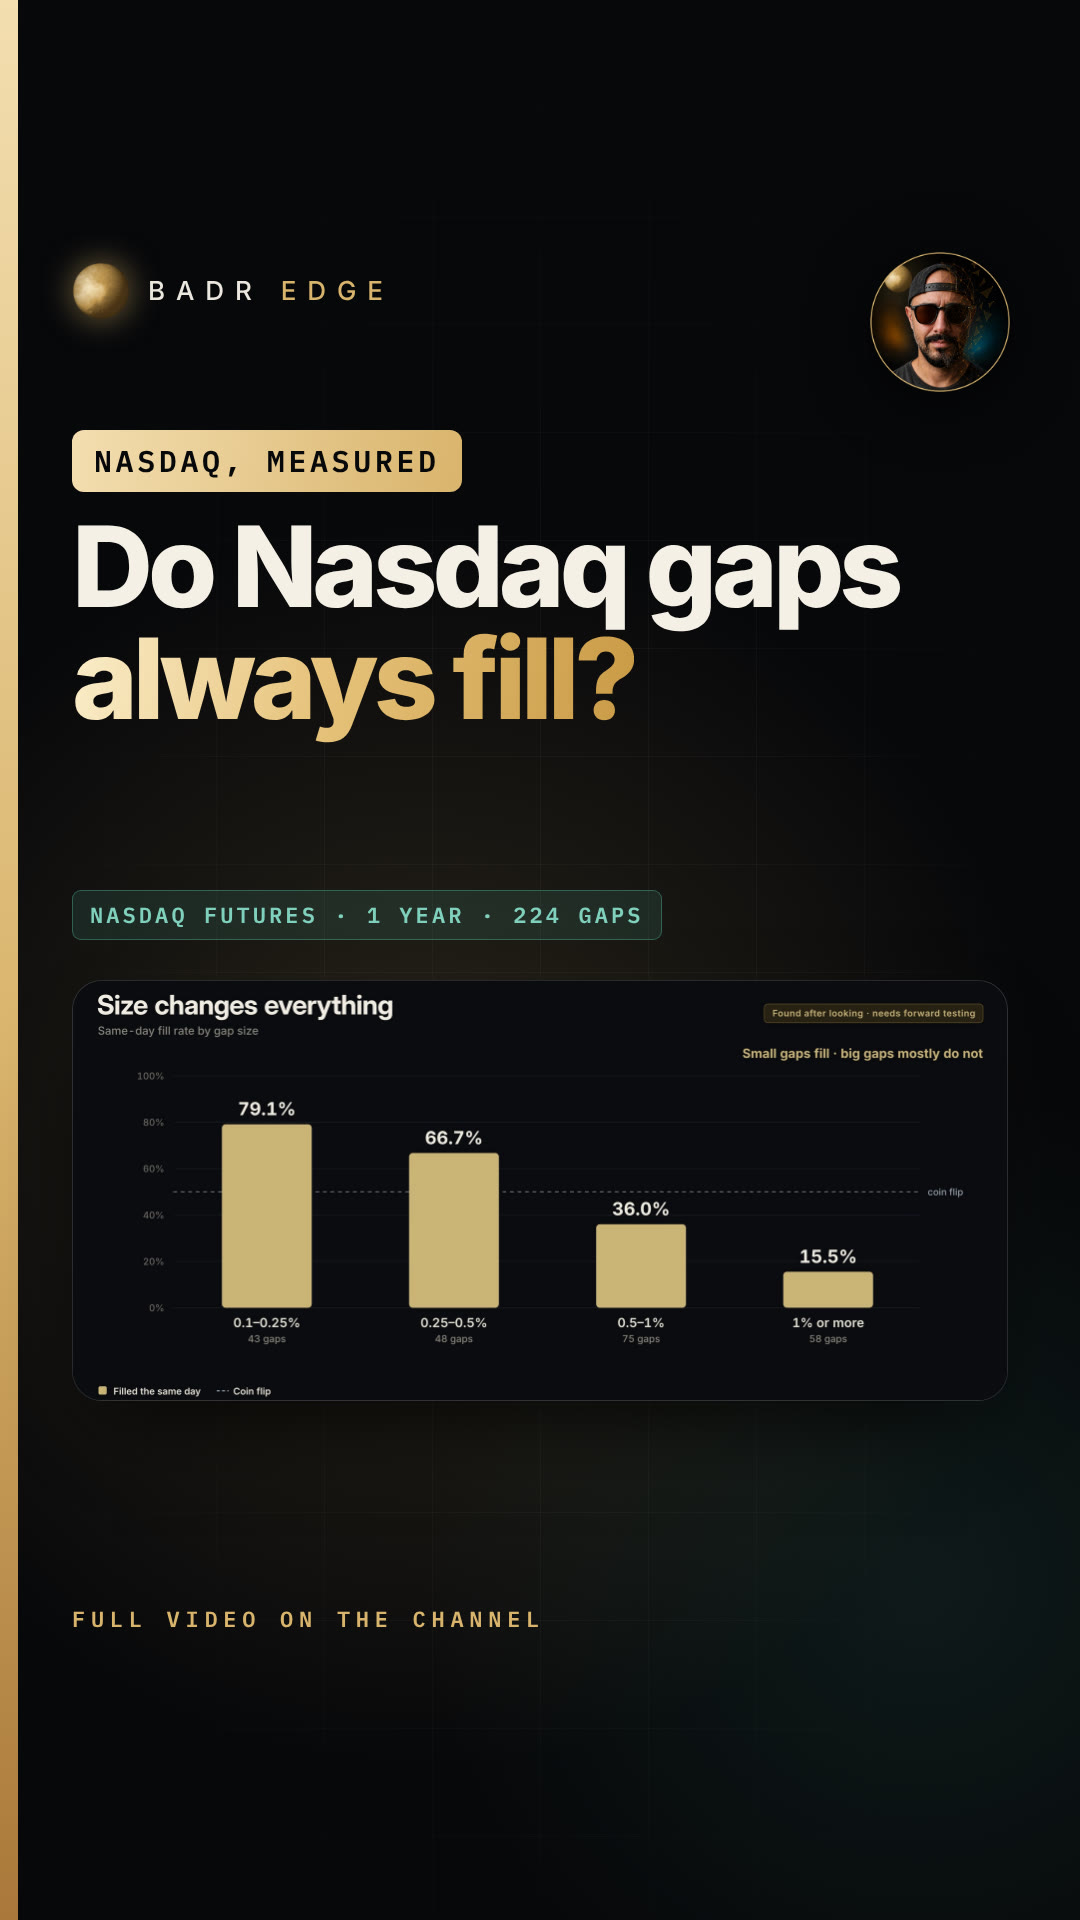 BADR EDGE
NASDAQ, MEASURED
Do Nasdaq gaps
always fill?
NASDAQ FUTURES · 1 YEAR · 224 GAPS
Size changes everything
Same-day fill rate by gap size
Found after looking · needs forward testing
Small gaps fill · big gaps mostly do not
100%
80%
60%
40%
20%
0%
79.1%
66.7%
36.0%
15.5%
coin flip
0.1–0.25%
43 gaps
0.25–0.5%
48 gaps
0.5–1%
75 gaps
1% or more
58 gaps
Filled the same day
Coin flip
FULL VIDEO ON THE CHANNEL